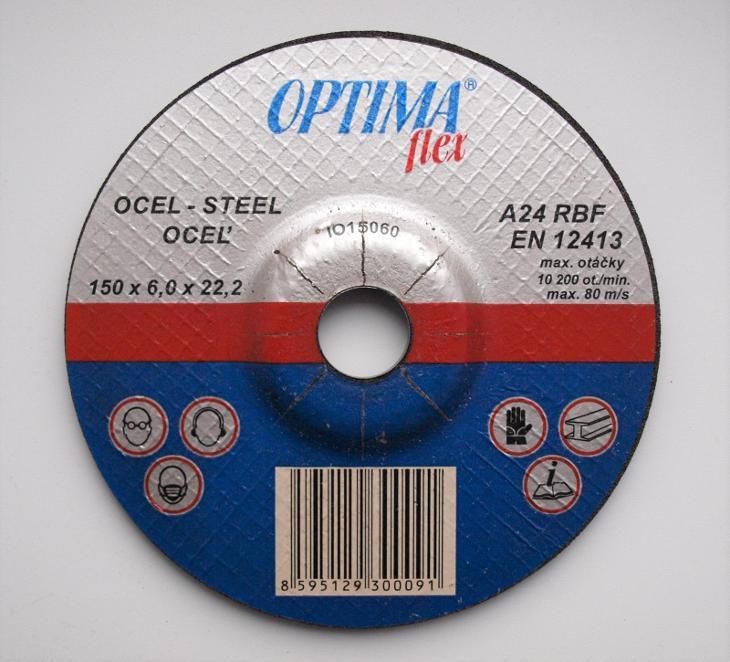 OPTIMA®
flex
OCEL - STEEL
OCEĽ
150 x 6,0 x 22,2
IO15060
A24 RBF
EN 12413
max. otáčky
10 200 ot./min.
max. 80 m/s
i
8 595129 300091